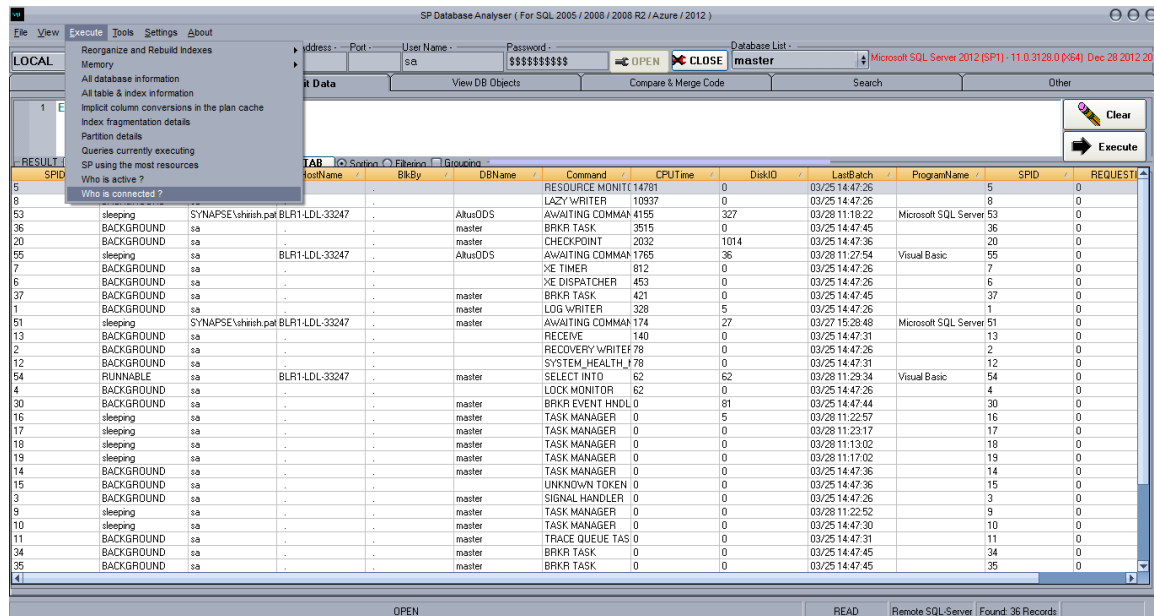 SP Database Analyser ( For SQL 2005 / 2008 / 2008 R2 / Azure / 2012 )
File View Execute Tools Settings About
Reorganize and Rebuild Indexes
Memory
All database information
All table & index information
Implicit column conversions in the plan cache
Index fragmentation details
Partition details
Queries currently executing
SP using the most resources
Who is active ?
Who is connected ?
Address - Port - User Name - Password - Database List -
LOCAL sa $$$$$$$$$$ OPEN CLOSE master Microsoft SQL Server 2012 (SP1) - 11.0.3128.0 (X64) Dec 28 2012 20
it Data View DB Objects Compare & Merge Code Search Other
1 E
Clear
Execute
RESULT TAB Sorting Filtering Grouping
SPID HostName BlkBy DBName Command CPUTime DiskIO LastBatch ProgramName SPID REQUESTI
5 . RESOURCE MONITO 14781 0 03/25 14:47:26 5 0
8 LAZY WRITER 10937 0 03/25 14:47:26 8 0
53 sleeping SYNAPSE\shirish.pat BLR1-LDL-33247 . AltusODS AWAITING COMMAN 4155 327 03/28 11:18:22 Microsoft SQL Server 53 0
36 BACKGROUND sa . . master BRKR TASK 3515 0 03/25 14:47:45 36 0
20 BACKGROUND sa . . master CHECKPOINT 2032 1014 03/25 14:47:36 20 0
55 sleeping sa BLR1-LDL-33247 . AltusODS AWAITING COMMAN 1765 36 03/28 11:27:54 Visual Basic 55 0
7 BACKGROUND sa . . XE TIMER 812 0 03/25 14:47:26 7 0
6 BACKGROUND sa . . XE DISPATCHER 453 0 03/25 14:47:26 6 0
37 BACKGROUND sa . . master BRKR TASK 421 0 03/25 14:47:45 37 0
1 BACKGROUND sa . . LOG WRITER 328 5 03/25 14:47:26 1 0
51 sleeping SYNAPSE\shirish.pat BLR1-LDL-33247 . master AWAITING COMMAN 174 27 03/27 15:28:48 Microsoft SQL Server 51 0
13 BACKGROUND sa . . RECEIVE 140 0 03/25 14:47:31 13 0
2 BACKGROUND sa . . RECOVERY WRITER 78 0 03/25 14:47:26 2 0
12 BACKGROUND sa . . SYSTEM_HEALTH_M 78 0 03/25 14:47:31 12 0
54 RUNNABLE sa BLR1-LDL-33247 . master SELECT INTO 62 62 03/28 11:29:34 Visual Basic 54 0
4 BACKGROUND sa . . LOCK MONITOR 62 0 03/25 14:47:26 4 0
30 BACKGROUND sa . . master BRKR EVENT HNDL 0 81 03/25 14:47:44 30 0
16 sleeping sa . . master TASK MANAGER 0 5 03/28 11:22:57 16 0
17 sleeping sa . . master TASK MANAGER 0 0 03/28 11:23:17 17 0
18 sleeping sa . . master TASK MANAGER 0 0 03/28 11:13:02 18 0
19 sleeping sa . . master TASK MANAGER 0 0 03/28 11:17:02 19 0
14 BACKGROUND sa . . master TASK MANAGER 0 0 03/25 14:47:36 14 0
15 BACKGROUND sa . . UNKNOWN TOKEN 0 0 03/25 14:47:36 15 0
3 BACKGROUND sa . . master SIGNAL HANDLER 0 0 03/25 14:47:26 3 0
9 sleeping sa . . master TASK MANAGER 0 0 03/28 11:22:52 9 0
10 sleeping sa . . master TASK MANAGER 0 0 03/25 14:47:30 10 0
11 BACKGROUND sa . . master TRACE QUEUE TAS 0 0 03/25 14:47:31 11 0
34 BACKGROUND sa . . master BRKR TASK 0 0 03/25 14:47:45 34 0
35 BACKGROUND sa . . master BRKR TASK 0 0 03/25 14:47:45 35 0
OPEN READ Remote SQL-Server Found: 36 Records